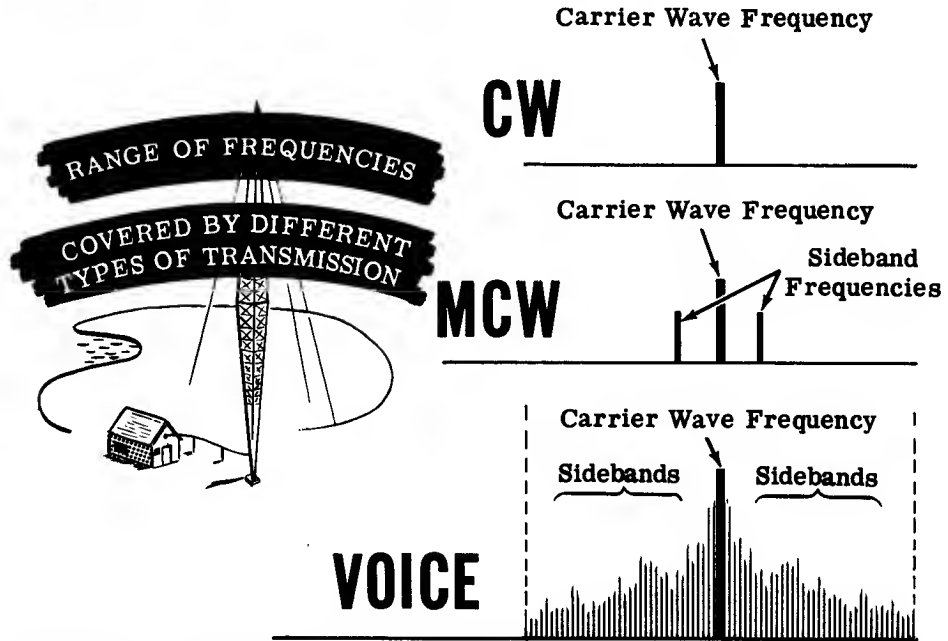 RANGE OF FREQUENCIES
COVERED BY DIFFERENT
TYPES OF TRANSMISSION
Carrier Wave Frequency
CW
Carrier Wave Frequency
Sideband
Frequencies
MCW
Carrier Wave Frequency
Sidebands
Sidebands
VOICE